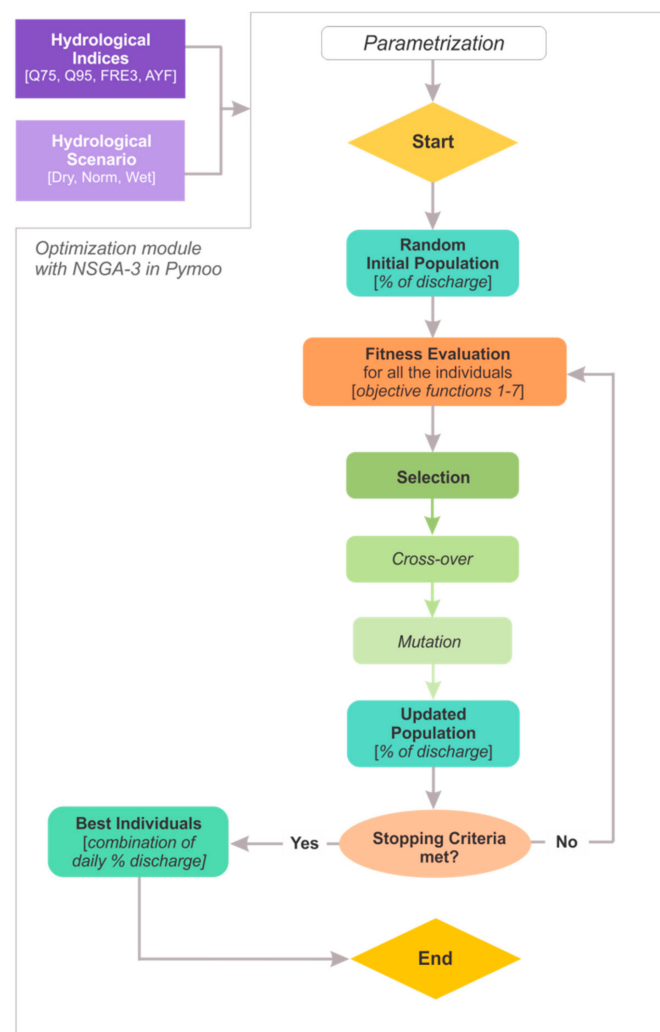 Hydrological
Indices
[Q75, Q95, FRE3, AYF]
Hydrological
Scenario
[Dry, Norm, Wet]
Optimization module
with NSGA-3 in Pymoo
Parametrization
Start
Random
Initial Population
[% of discharge]
Fitness Evaluation
for all the individuals
[objective functions 1-7]
Selection
Cross-over
Mutation
Updated
Population
[% of discharge]
Stopping Criteria
met?
Yes
No
Best Individuals
[combination of
daily % discharge]
End